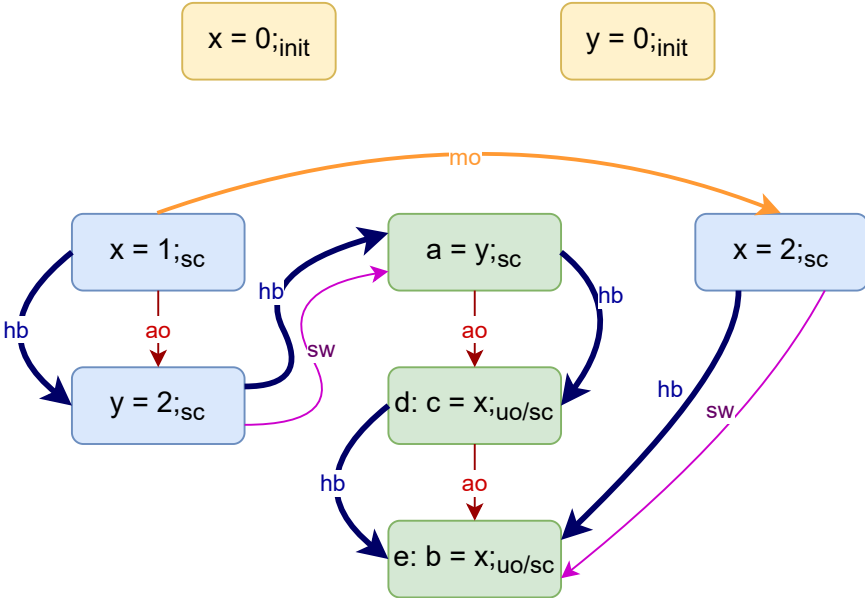 x = 0;init
y = 0;init
mo
x = 1;sc
a = y;sc
x = 2;sc
hb
hb
hb
ao
ao
sw
y = 2;sc
d: c = x;uo/sc
hb
sw
hb
ao
e: b = x;uo/sc